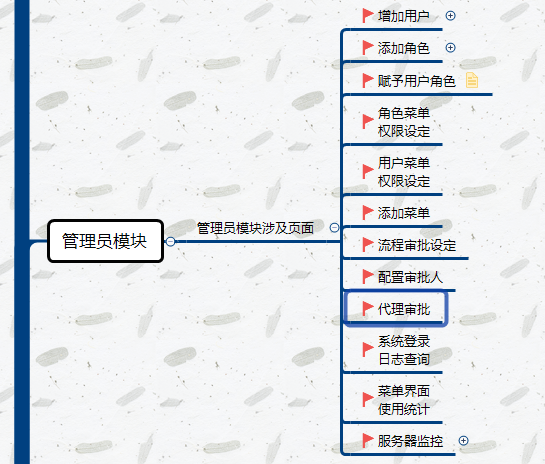 增加用户
添加角色
赋予用户角色
角色菜单
权限设定
用户菜单
权限设定
添加菜单
管理员模块
管理员模块涉及页面
流程审批设定
配置审批人
代理审批
系统登录
日志查询
菜单界面
使用统计
服务器监控